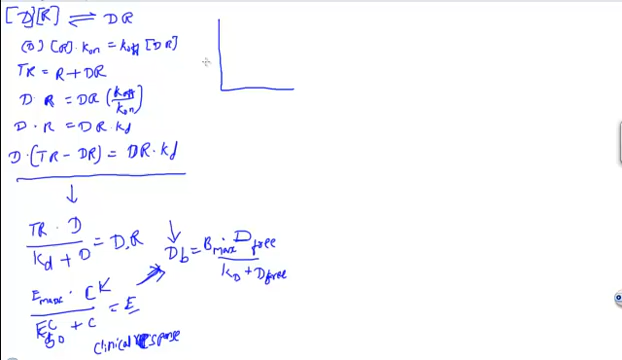 [D][R] ⇌ DR
(D) (R) · kon = koff [DR]
TR = R + DR
D R = DR (koff/kon)
D · R = DR · kd
D · (TR - DR) = DR · kd
↓
TR · D / kd + D = D.R
Db = Bmax · Dfree / KD + Dfree
Emax · C / EC50 + C = E
clinical response